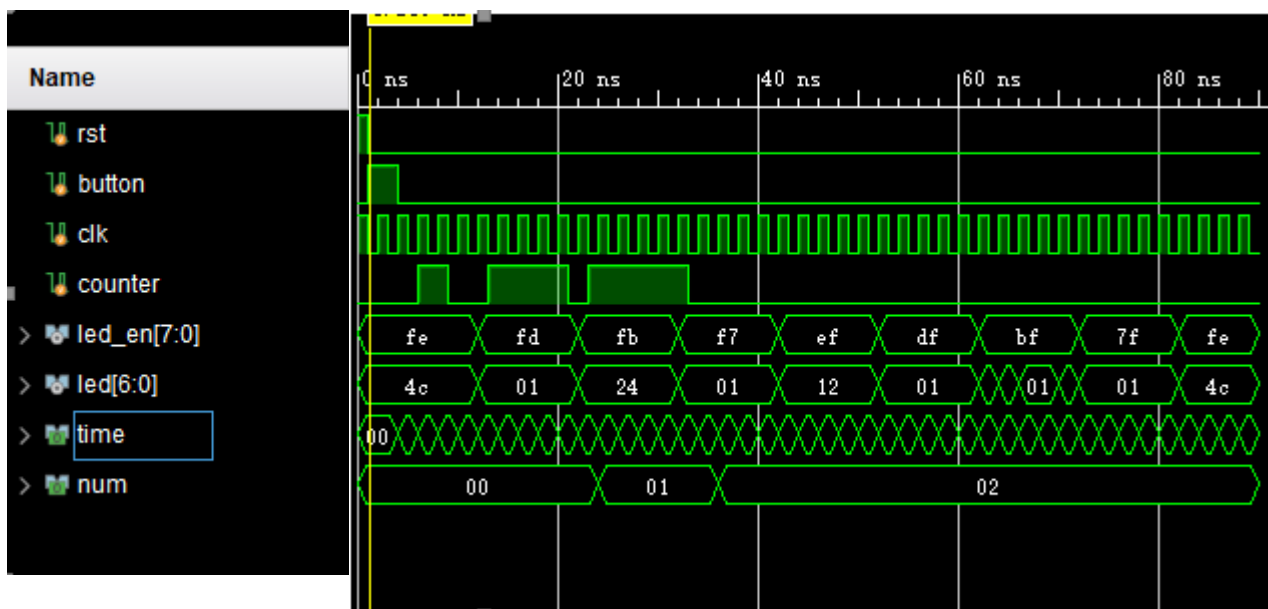 Name
0 ns 20 ns 40 ns 60 ns 80 ns
rst
button
clk
counter
led_en[7:0] fe fd fb f7 ef df bf 7f fe
led[6:0] 4c 01 24 01 12 01 01 01 4c
time 00
num 00 01 02